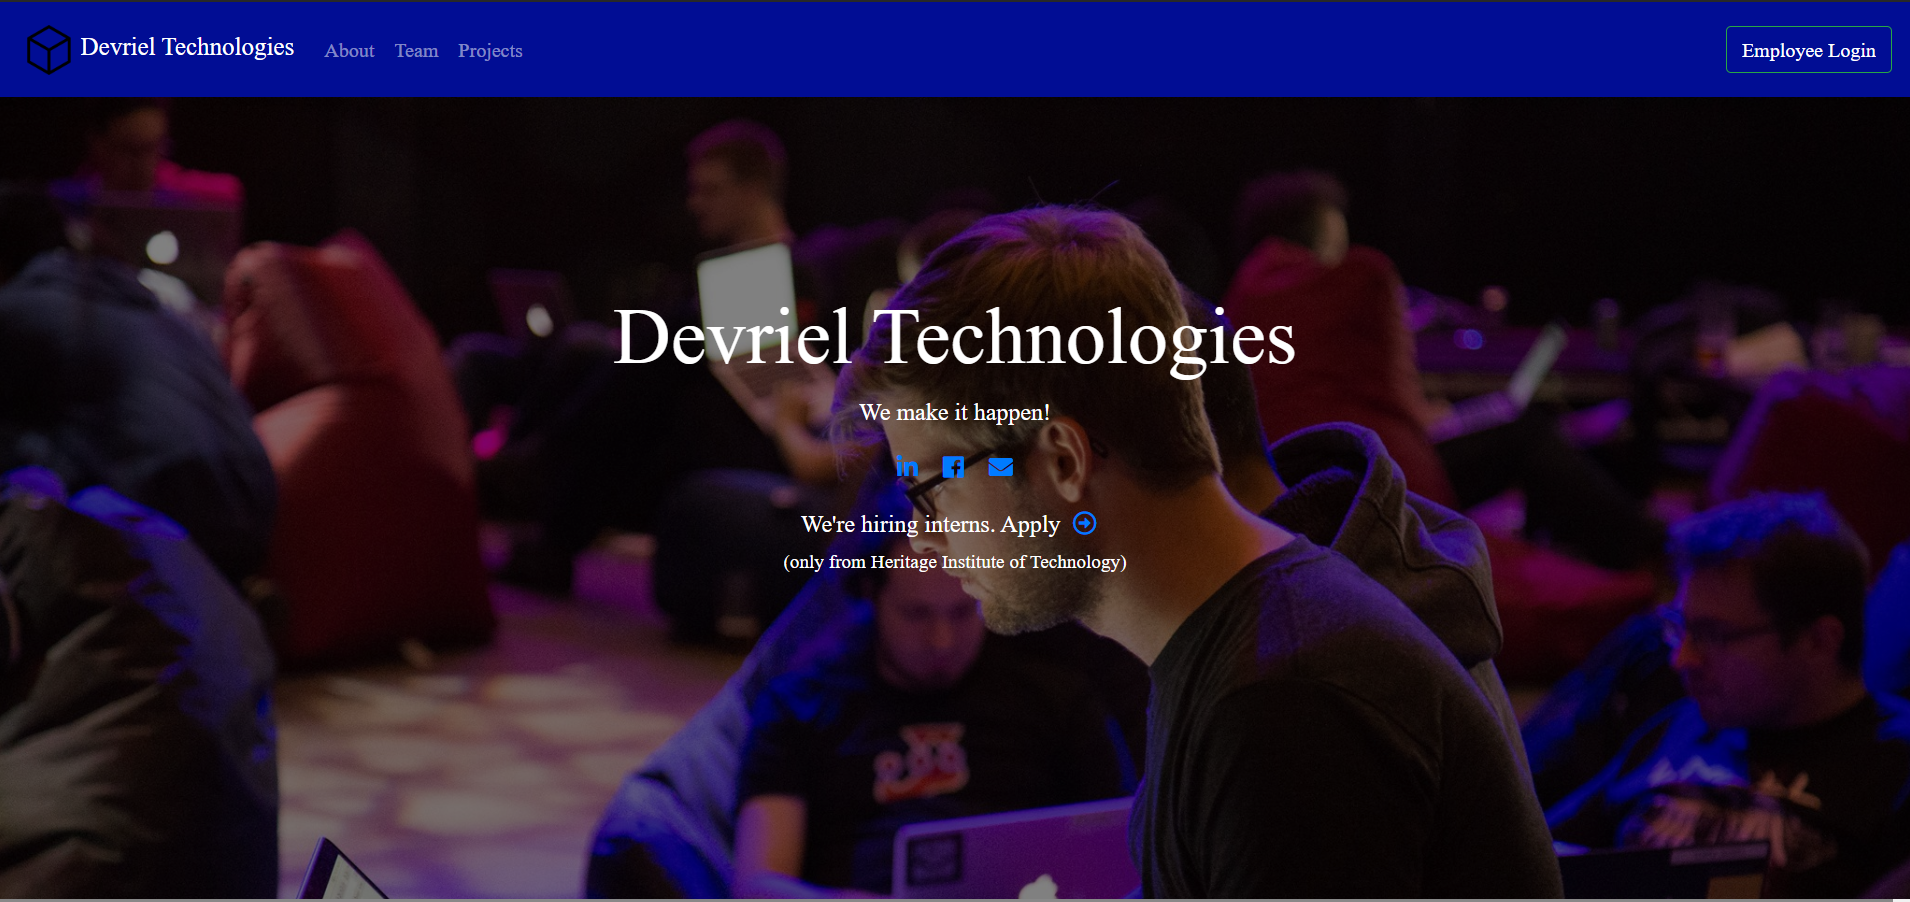 Devriel Technologies
About
Team
Projects
Employee Login
Devriel Technologies
We make it happen!
in
We're hiring interns. Apply
(only from Heritage Institute of Technology)